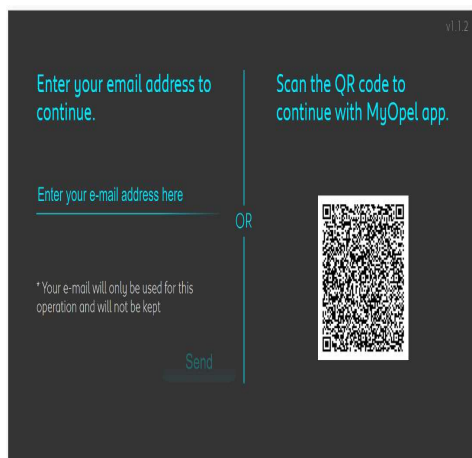 v1.1.2
Enter your email address to
continue.
Enter your e-mail address here
* Your e-mail will only be used for this
operation and will not be kept
Send
OR
Scan the QR code to
continue with MyOpel app.